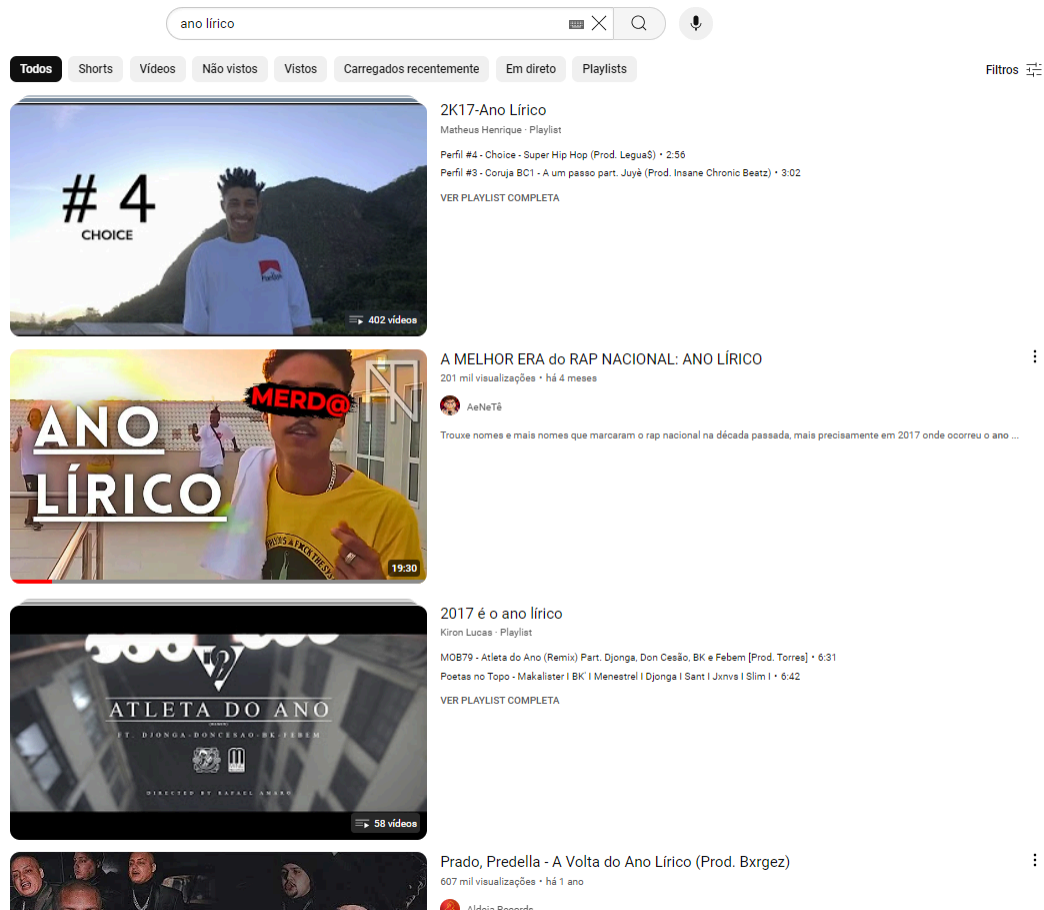 ano lírico
Todos
Shorts
Vídeos
Não vistos
Vistos
Carregados recentemente
Em direto
Playlists
Filtros
# 4
CHOICE
402 vídeos
2K17-Ano Lírico
Matheus Henrique · Playlist
Perfil #4 - Choice - Super Hip Hop (Prod. Legua$) • 2:56
Perfil #3 - Coruja BC1 - A um passo part. Juyè (Prod. Insane Chronic Beatz) • 3:02
VER PLAYLIST COMPLETA
MERD@
ANO
LÍRICO
19:30
A MELHOR ERA do RAP NACIONAL: ANO LÍRICO
201 mil visualizações • há 4 meses
AeNeTê
Trouxe nomes e mais nomes que marcaram o rap nacional na década passada, mais precisamente em 2017 onde ocorreu o ano ...
ATLETA DO ANO
FT. DJONGA-DONCESAO-BK-FEBEM
DIRECTED BY RAFAEL AMARO
58 vídeos
2017 é o ano lírico
Kiron Lucas · Playlist
MOB79 - Atleta do Ano (Remix) Part. Djonga, Don Cesão, BK e Febem [Prod. Torres] • 6:31
Poetas no Topo - Makalister I BK' I Menestrel I Djonga I Sant I Jxnvs I Slim I • 6:42
VER PLAYLIST COMPLETA
Prado, Predella - A Volta do Ano Lírico (Prod. Bxrgez)
607 mil visualizações • há 1 ano
Aldeia Records